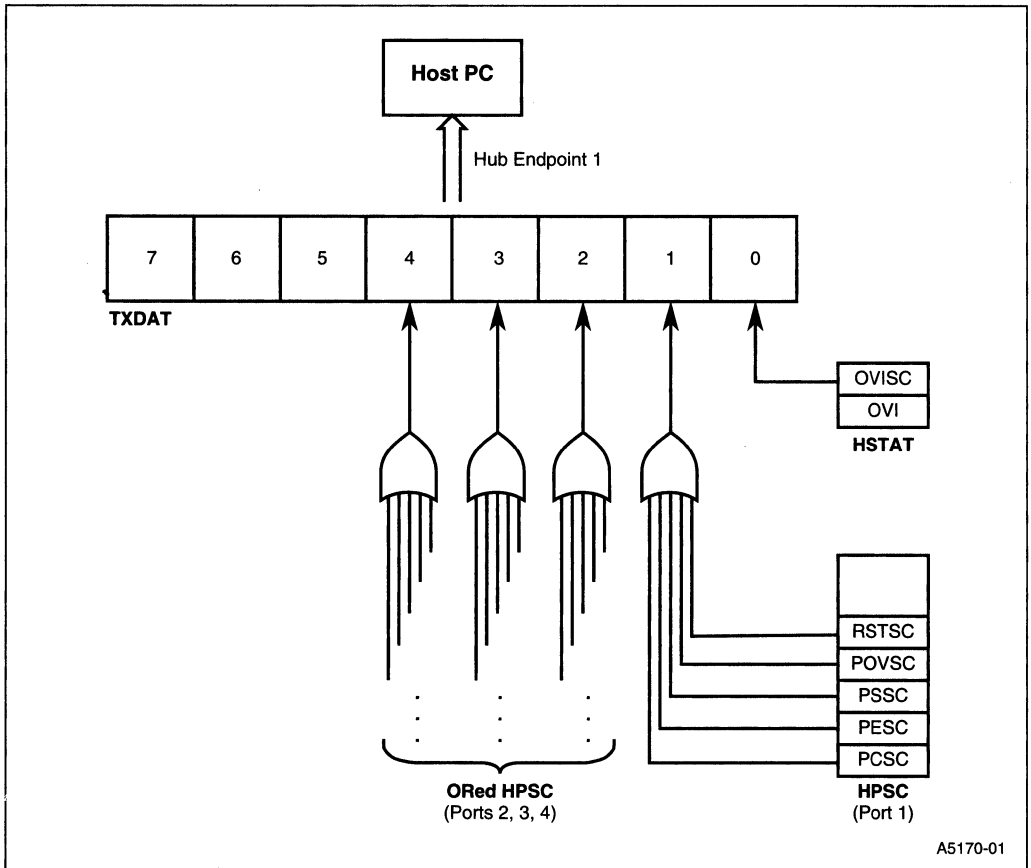 Host PC
Hub Endpoint 1
7 6 5 4 3 2 1 0
TXDAT
OVISC
OVI
HSTAT
RSTSC
POVSC
PSSC
PESC
PCSC
HPSC
(Port 1)
ORed HPSC
(Ports 2, 3, 4)
A5170-01